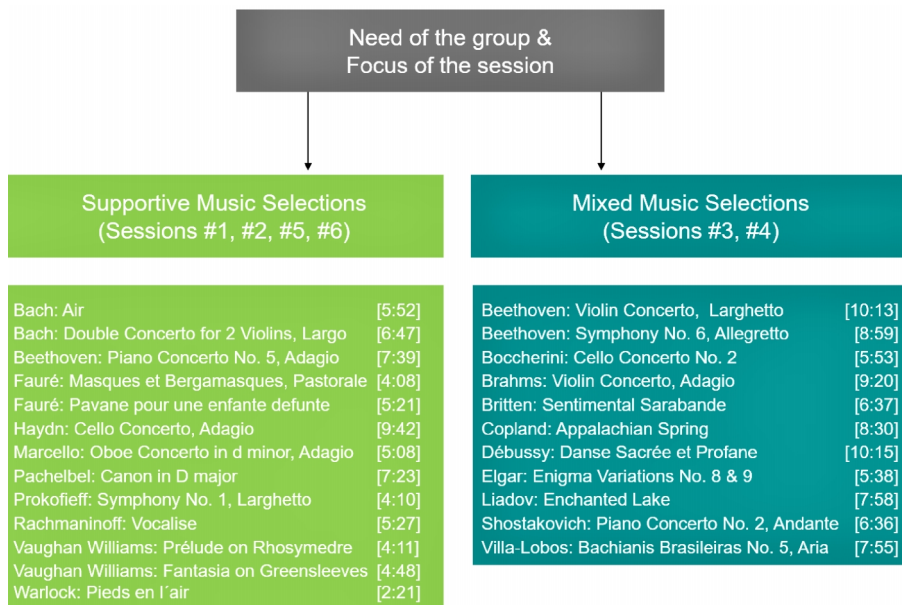 Need of the group &
Focus of the session
Supportive Music Selections
(Sessions #1, #2, #5, #6)
Bach: Air [5:52]
Bach: Double Concerto for 2 Violins, Largo [6:47]
Beethoven: Piano Concerto No. 5, Adagio [7:39]
Fauré: Masques et Bergamasques, Pastorale [4:08]
Fauré: Pavane pour une enfante defunte [5:21]
Haydn: Cello Concerto, Adagio [9:42]
Marcello: Oboe Concerto in d minor, Adagio [5:08]
Pachelbel: Canon in D major [7:23]
Prokofieff: Symphony No. 1, Larghetto [4:10]
Rachmaninoff: Vocalise [5:27]
Vaughan Williams: Prélude on Rhosymedre [4:11]
Vaughan Williams: Fantasia on Greensleeves [4:48]
Warlock: Pieds en l´air [2:21]
Mixed Music Selections
(Sessions #3, #4)
Beethoven: Violin Concerto, Larghetto [10:13]
Beethoven: Symphony No. 6, Allegretto [8:59]
Boccherini: Cello Concerto No. 2 [5:53]
Brahms: Violin Concerto, Adagio [9:20]
Britten: Sentimental Sarabande [6:37]
Copland: Appalachian Spring [8:30]
Débussy: Danse Sacrée et Profane [10:15]
Elgar: Enigma Variations No. 8 & 9 [5:38]
Liadov: Enchanted Lake [7:58]
Shostakovich: Piano Concerto No. 2, Andante [6:36]
Villa-Lobos: Bachianis Brasileiras No. 5, Aria [7:55]